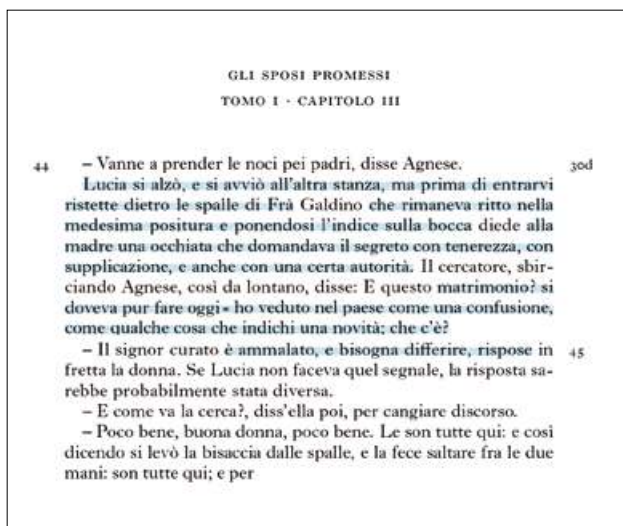 GLI SPOSI PROMESSI
TOMO I · CAPITOLO III
44 – Vanne a prender le noci pei padri, disse Agnese. 30d
Lucia si alzò, e si avviò all'altra stanza, ma prima di entrarvi
ristette dietro le spalle di Frà Galdino che rimaneva ritto nella
medesima positura e ponendosi l'indice sulla bocca diede alla
madre una occhiata che domandava il segreto con tenerezza, con
supplicazione, e anche con una certa autorità. Il cercatore, sbir-
ciando Agnese, così da lontano, disse: E questo matrimonio? si
doveva pur fare oggi- ho veduto nel paese come una confusione,
come qualche cosa che indichi una novità; che c'è?
– Il signor curato è ammalato, e bisogna differire, rispose in 45
fretta la donna. Se Lucia non faceva quel segnale, la risposta sa-
rebbe probabilmente stata diversa.
– E come va la cerca?, diss'ella poi, per cangiare discorso.
– Poco bene, buona donna, poco bene. Le son tutte qui: e così
dicendo si levò la bisaccia dalle spalle, e la fece saltare fra le due
mani: son tutte qui; e per